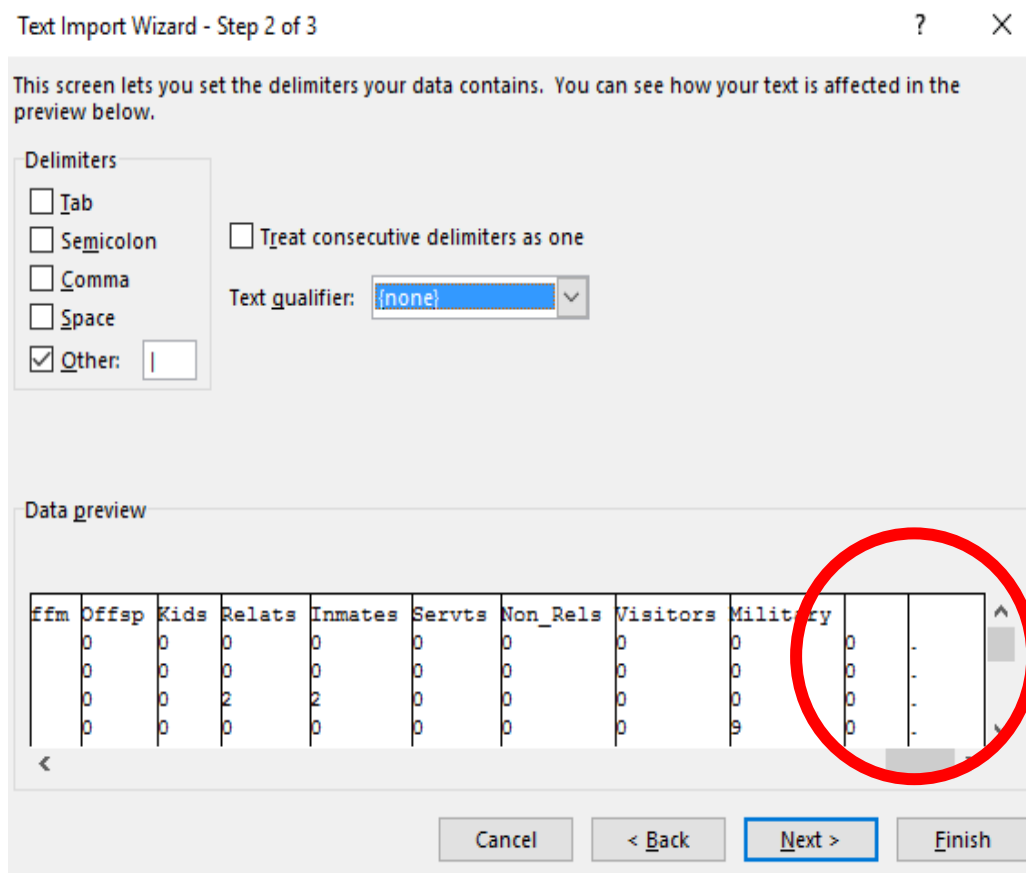 Text Import Wizard - Step 2 of 3 ?
This screen lets you set the delimiters your data contains. You can see how your text is affected in the
preview below.
Delimiters
Tab
Semicolon
Treat consecutive delimiters as one
Comma
Text qualifier: {none}
Space
Other: |
Data preview
ffm Offsp Kids Relats Inmates Servts Non_Rels Visitors Military
0 0 0 0 0 0 0 0 0 .
0 0 0 0 0 0 0 0 0 .
0 0 2 2 0 0 0 0 0 .
0 0 0 0 0 0 0 9 0 .
Cancel < Back Next > Finish